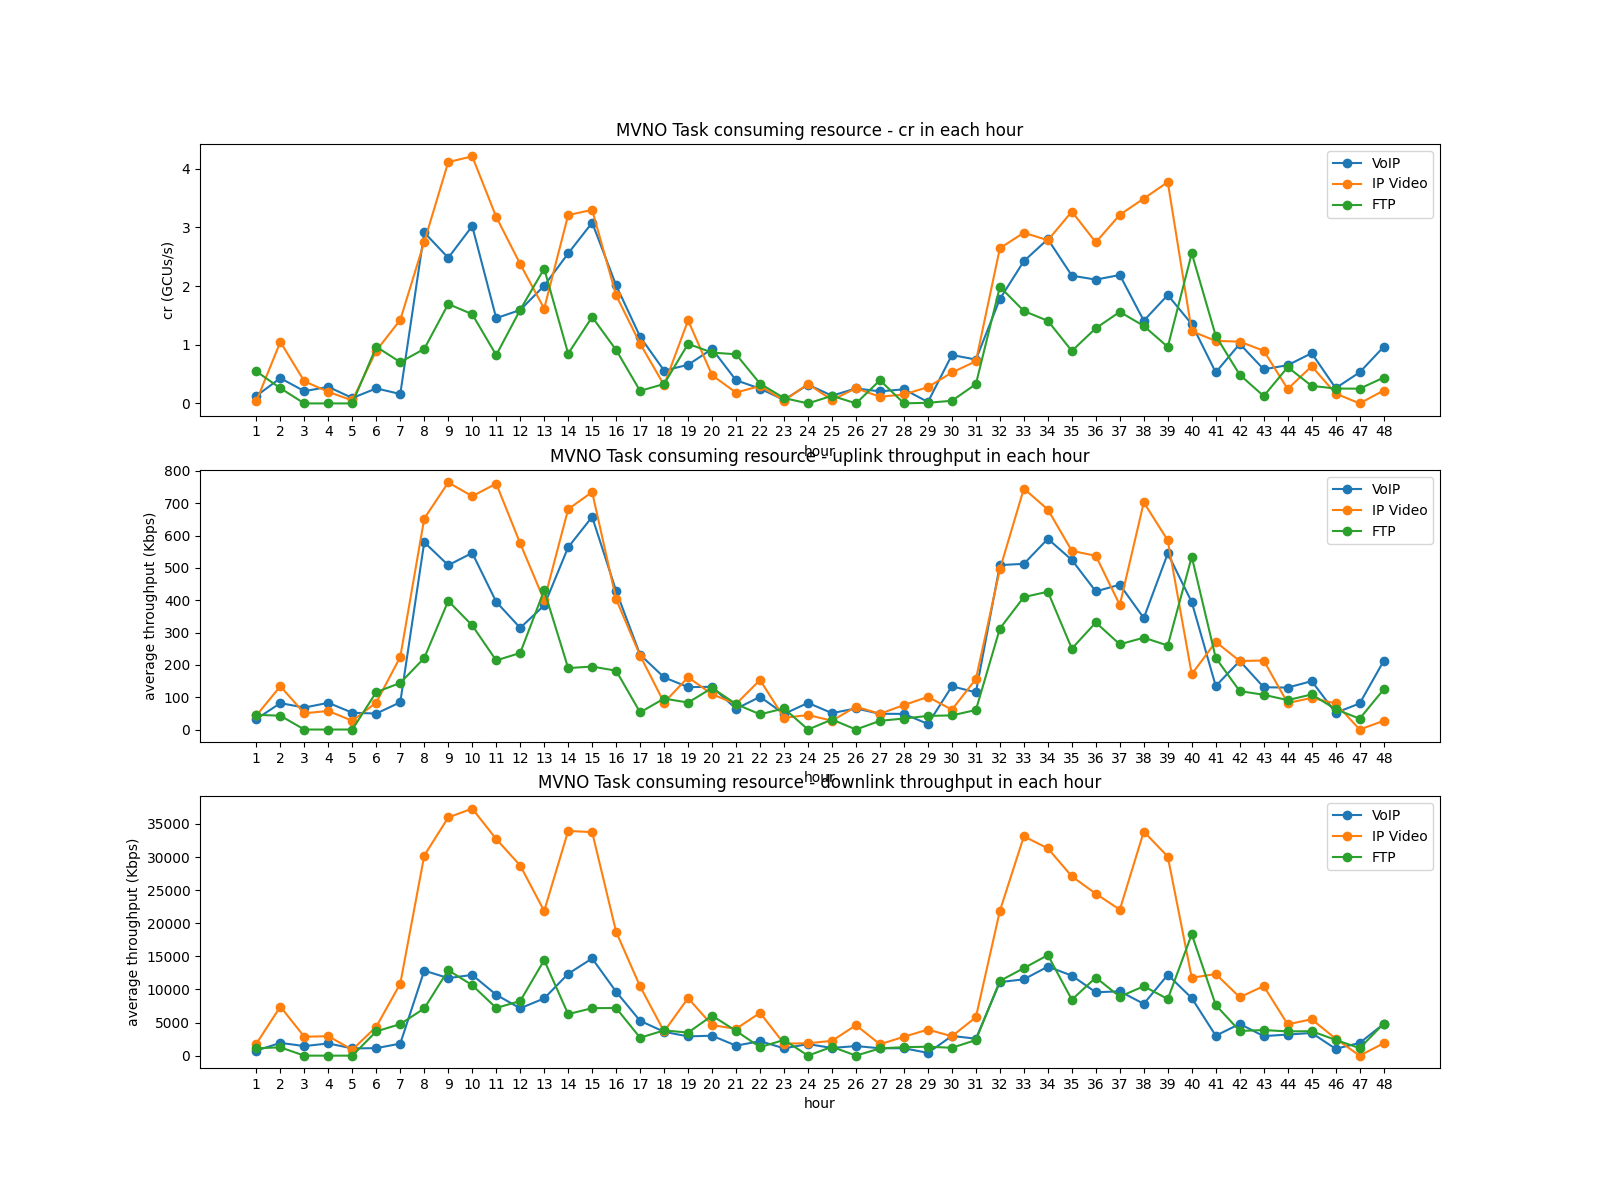 MVNO Task consuming resource - cr in each hour
cr (GCUs/s)
4
3
2
1
0
VoIP
IP Video
FTP
1 2 3 4 5 6 7 8 9 10 11 12 13 14 15 16 17 18 19 20 21 22 23 24 25 26 27 28 29 30 31 32 33 34 35 36 37 38 39 40 41 42 43 44 45 46 47 48
hour
MVNO Task consuming resource - uplink throughput in each hour
average throughput (Kbps)
800
700
600
500
400
300
200
100
0
VoIP
IP Video
FTP
1 2 3 4 5 6 7 8 9 10 11 12 13 14 15 16 17 18 19 20 21 22 23 24 25 26 27 28 29 30 31 32 33 34 35 36 37 38 39 40 41 42 43 44 45 46 47 48
hour
MVNO Task consuming resource - downlink throughput in each hour
average throughput (Kbps)
35000
30000
25000
20000
15000
10000
5000
0
VoIP
IP Video
FTP
1 2 3 4 5 6 7 8 9 10 11 12 13 14 15 16 17 18 19 20 21 22 23 24 25 26 27 28 29 30 31 32 33 34 35 36 37 38 39 40 41 42 43 44 45 46 47 48
hour